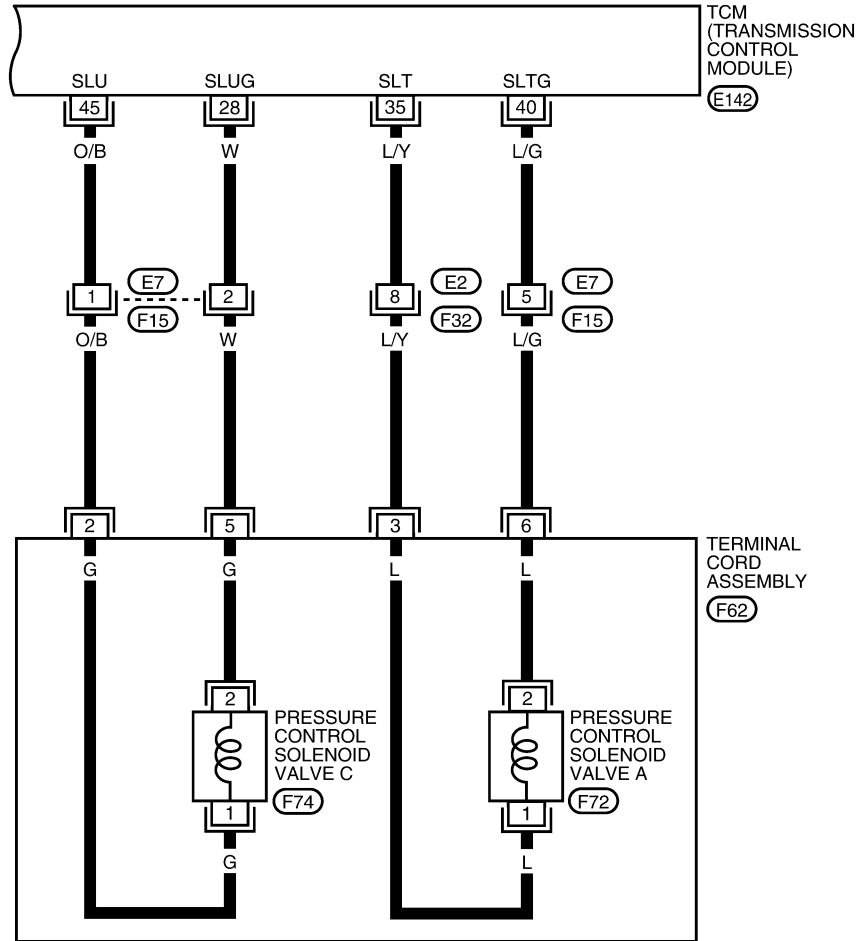 TCM
(TRANSMISSION
CONTROL
MODULE)
E142
SLU SLUG SLT SLTG
45 28 35 40
O/B W L/Y L/G
E7 E2 E7
1 2 8 5
F15 F32 F15
O/B W L/Y L/G
2 5 3 6
TERMINAL
CORD
ASSEMBLY
F62
G G L L
2 2
PRESSURE
CONTROL
SOLENOID
VALVE C
F74
PRESSURE
CONTROL
SOLENOID
VALVE A
F72
1 1
G L